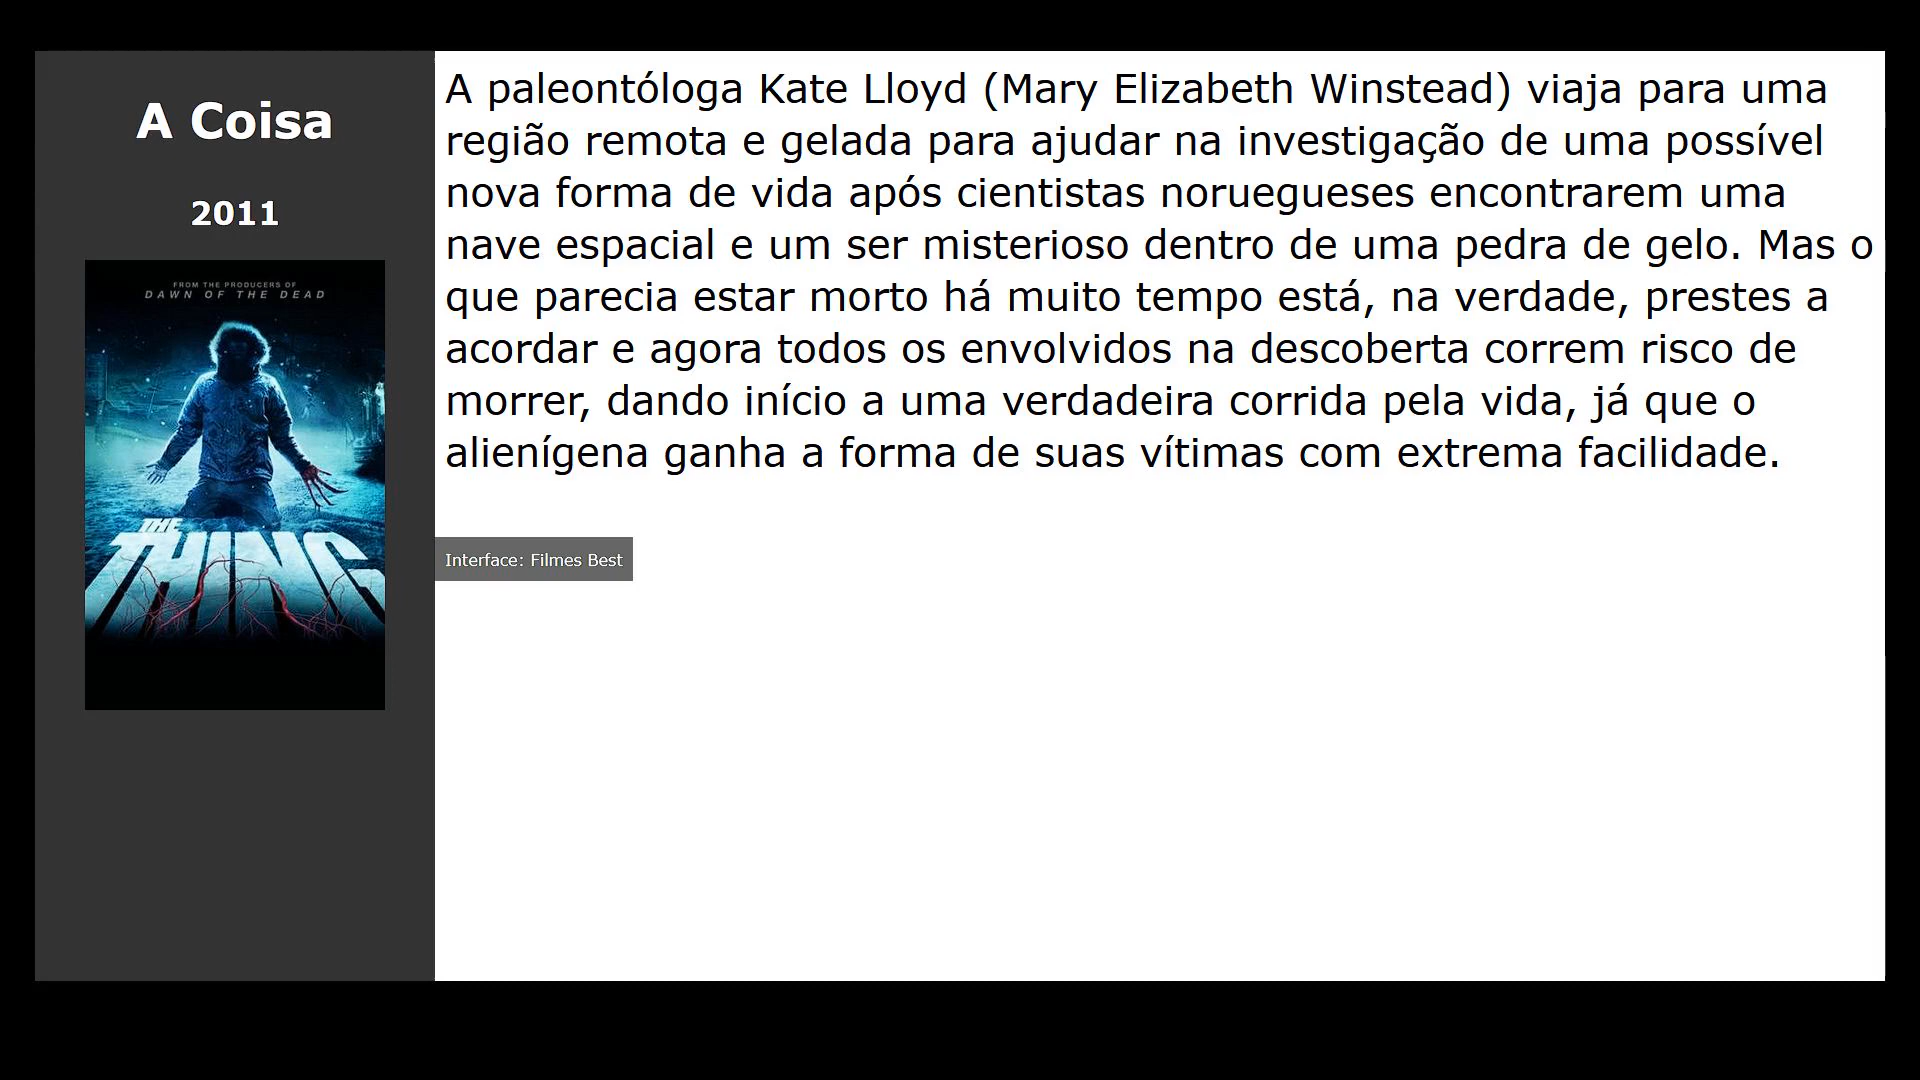 A Coisa
2011
FROM THE PRODUCERS OF
DAWN OF THE DEAD
THE
THING
A paleontóloga Kate Lloyd (Mary Elizabeth Winstead) viaja para uma
região remota e gelada para ajudar na investigação de uma possível
nova forma de vida após cientistas noruegueses encontrarem uma
nave espacial e um ser misterioso dentro de uma pedra de gelo. Mas o
que parecia estar morto há muito tempo está, na verdade, prestes a
acordar e agora todos os envolvidos na descoberta correm risco de
morrer, dando início a uma verdadeira corrida pela vida, já que o
alienígena ganha a forma de suas vítimas com extrema facilidade.
Interface: Filmes Best